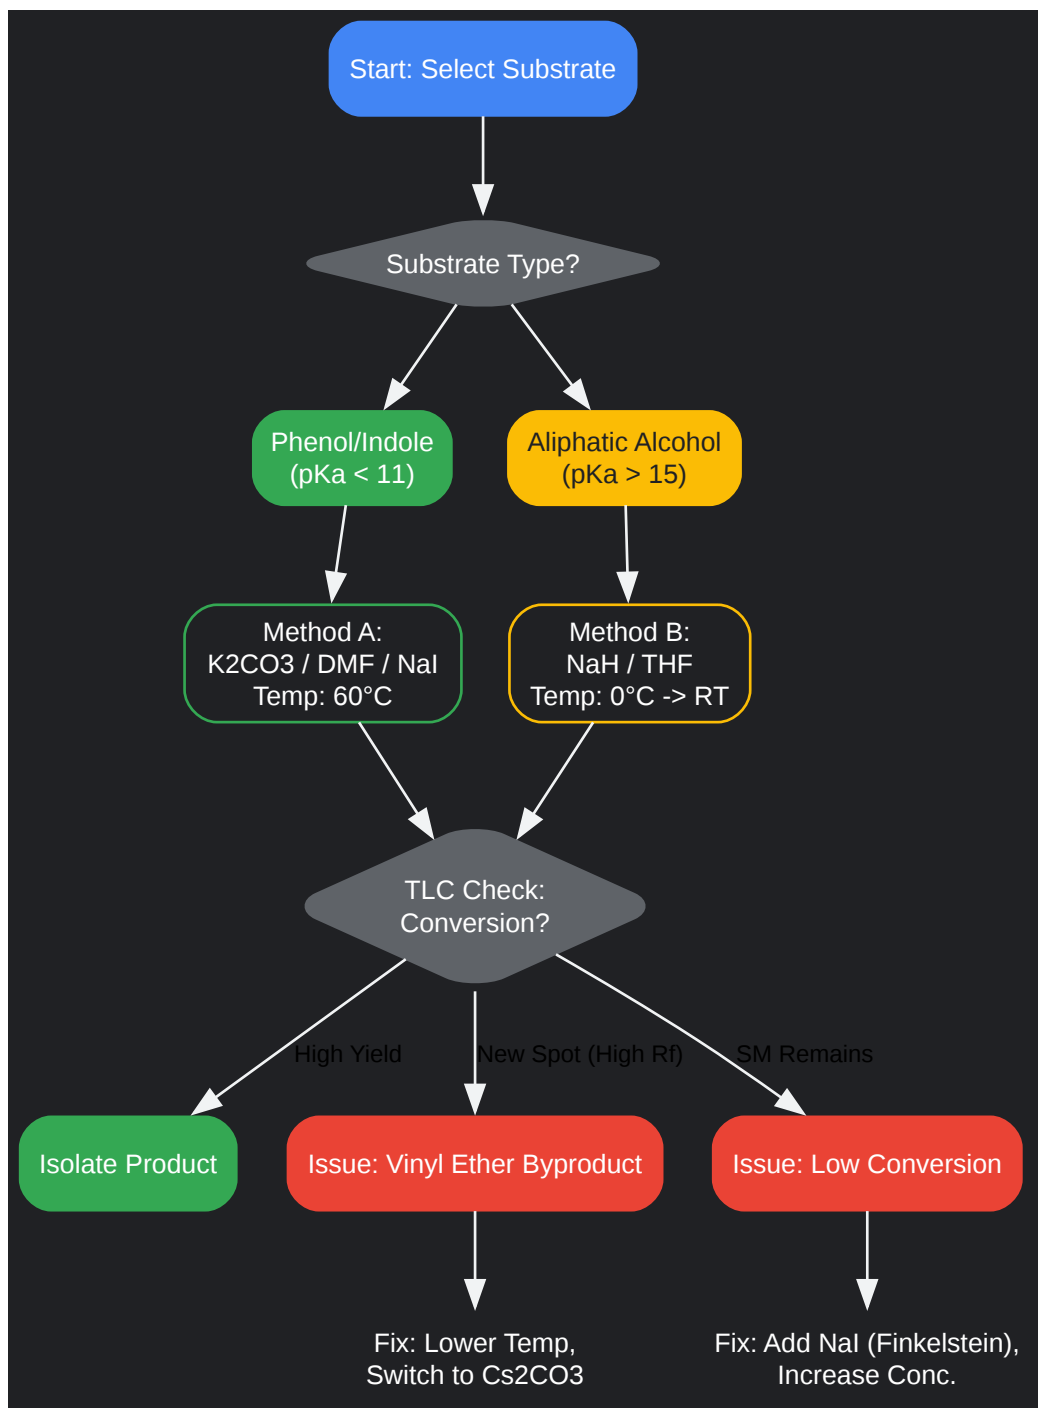 Start: Select Substrate
Substrate Type?
Phenol/Indole
(pKa < 11)
Aliphatic Alcohol
(pKa > 15)
Method A:
K2CO3 / DMF / NaI
Temp: 60°C
Method B:
NaH / THF
Temp: 0°C -> RT
TLC Check:
Conversion?
High Yield
New Spot (High Rf)
SM Remains
Isolate Product
Issue: Vinyl Ether Byproduct
Issue: Low Conversion
Fix: Lower Temp,
Switch to Cs2CO3
Fix: Add NaI (Finkelstein),
Increase Conc.